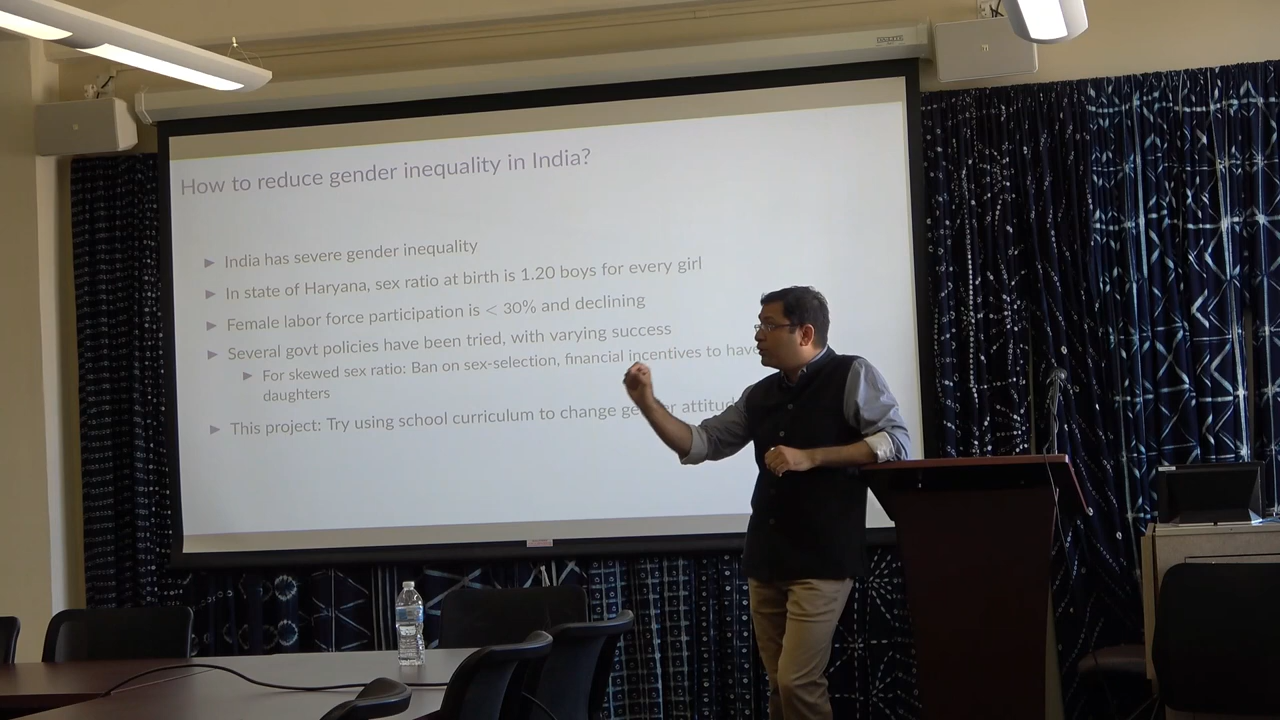 How to reduce gender inequality in India?
India has severe gender inequality
In state of Haryana, sex ratio at birth is 1.20 boys for every girl
Female labor force participation is < 30% and declining
Several govt policies have been tried, with varying success
For skewed sex ratio: Ban on sex-selection, financial incentives to have
daughters
This project: Try using school curriculum to change